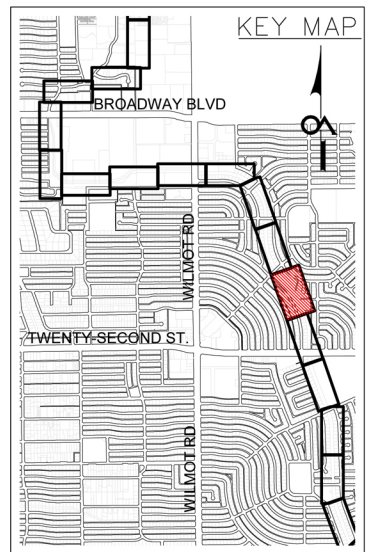 KEY MAP
BROADWAY BLVD
WILMOT RD
TWENTY-SECOND ST.
WILMOT RD